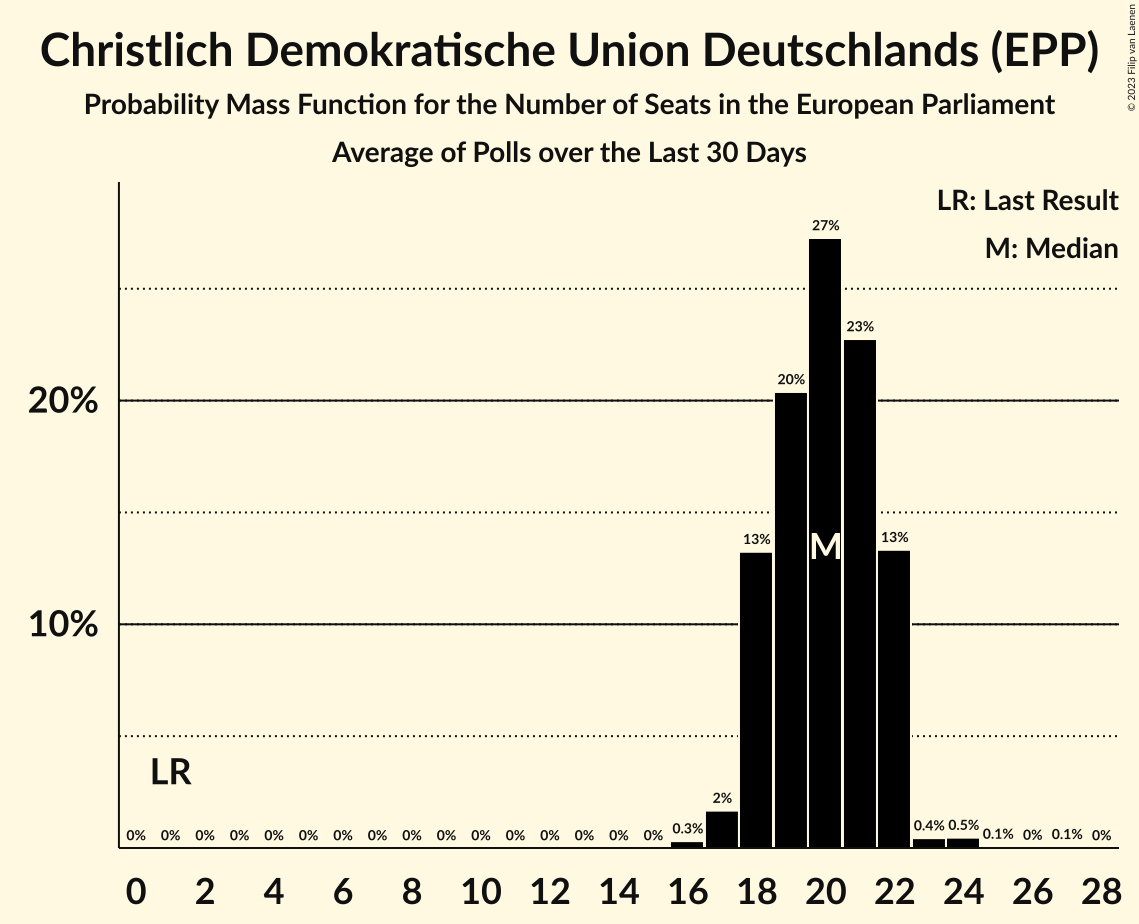 Christlich Demokratische Union Deutschlands (EPP)
Probability Mass Function for the Number of Seats in the European Parliament
Average of Polls over the Last 30 Days
© 2023 Filip van Laenen
LR: Last Result
M: Median
27%
23%
20%
20%
13%
13%
M
10%
LR
2%
0% 0% 0% 0% 0% 0% 0% 0% 0% 0% 0% 0% 0% 0% 0% 0% 0.3% 0.4% 0.5% 0.1% 0% 0.1% 0%
0 2 4 6 8 10 12 14 16 18 20 22 24 26 28